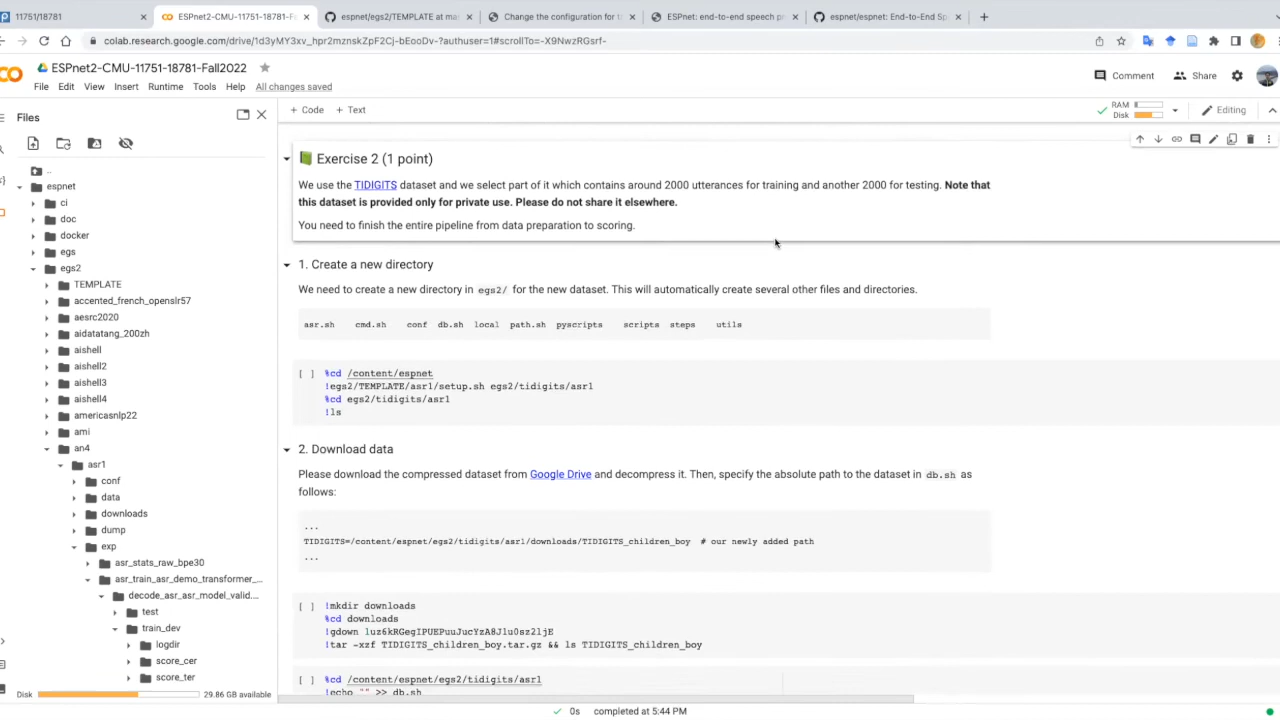 11751/18781
ESPnet2-CMU-11751-18781-F
espnet/egs2/TEMPLATE at ma
Change the configuration for t
ESPnet: end-to-end speech pr
espnet/espnet: End-to-End Sp
colab.research.google.com/drive/1d3yMY3xv_hpr2mznskZpF2Cj-bEooDv-?authuser=1#scrollTo=-X9NwzRGsrf-
ESPnet2-CMU-11751-18781-Fall2022
File Edit View Insert Runtime Tools Help All changes saved
Comment Share
Files
+ Code + Text
RAM
Disk
Editing
..
espnet
ci
doc
docker
egs
egs2
TEMPLATE
accented_french_openslr57
aesrc2020
aidatatang_200zh
aishell
aishell2
aishell3
aishell4
americasnlp22
ami
an4
asr1
conf
data
downloads
dump
exp
asr_stats_raw_bpe30
asr_train_asr_demo_transformer_...
decode_asr_asr_model_valid....
test
train_dev
logdir
score_cer
score_ter
Disk 29.86 GB available
Exercise 2 (1 point)
We use the TIDIGITS dataset and we select part of it which contains around 2000 utterances for training and another 2000 for testing. Note that
this dataset is provided only for private use. Please do not share it elsewhere.
You need to finish the entire pipeline from data preparation to scoring.
1. Create a new directory
We need to create a new directory in egs2/ for the new dataset. This will automatically create several other files and directories.
asr.sh cmd.sh conf db.sh local path.sh pyscripts scripts steps utils
[ ] %cd /content/espnet
!egs2/TEMPLATE/asr1/setup.sh egs2/tidigits/asr1
%cd egs2/tidigits/asr1
!ls
2. Download data
Please download the compressed dataset from Google Drive and decompress it. Then, specify the absolute path to the dataset in db.sh as
follows:
...
TIDIGITS=/content/espnet/egs2/tidigits/asr1/downloads/TIDIGITS_children_boy # our newly added path
...
[ ] !mkdir downloads
%cd downloads
!gdown 1uz6kRGegIPUEPuuJucYzA8Jlu0sz2ljE
!tar -xzf TIDIGITS_children_boy.tar.gz && ls TIDIGITS_children_boy
[ ] %cd /content/espnet/egs2/tidigits/asr1
!echo "" >> db.sh
0s completed at 5:44 PM